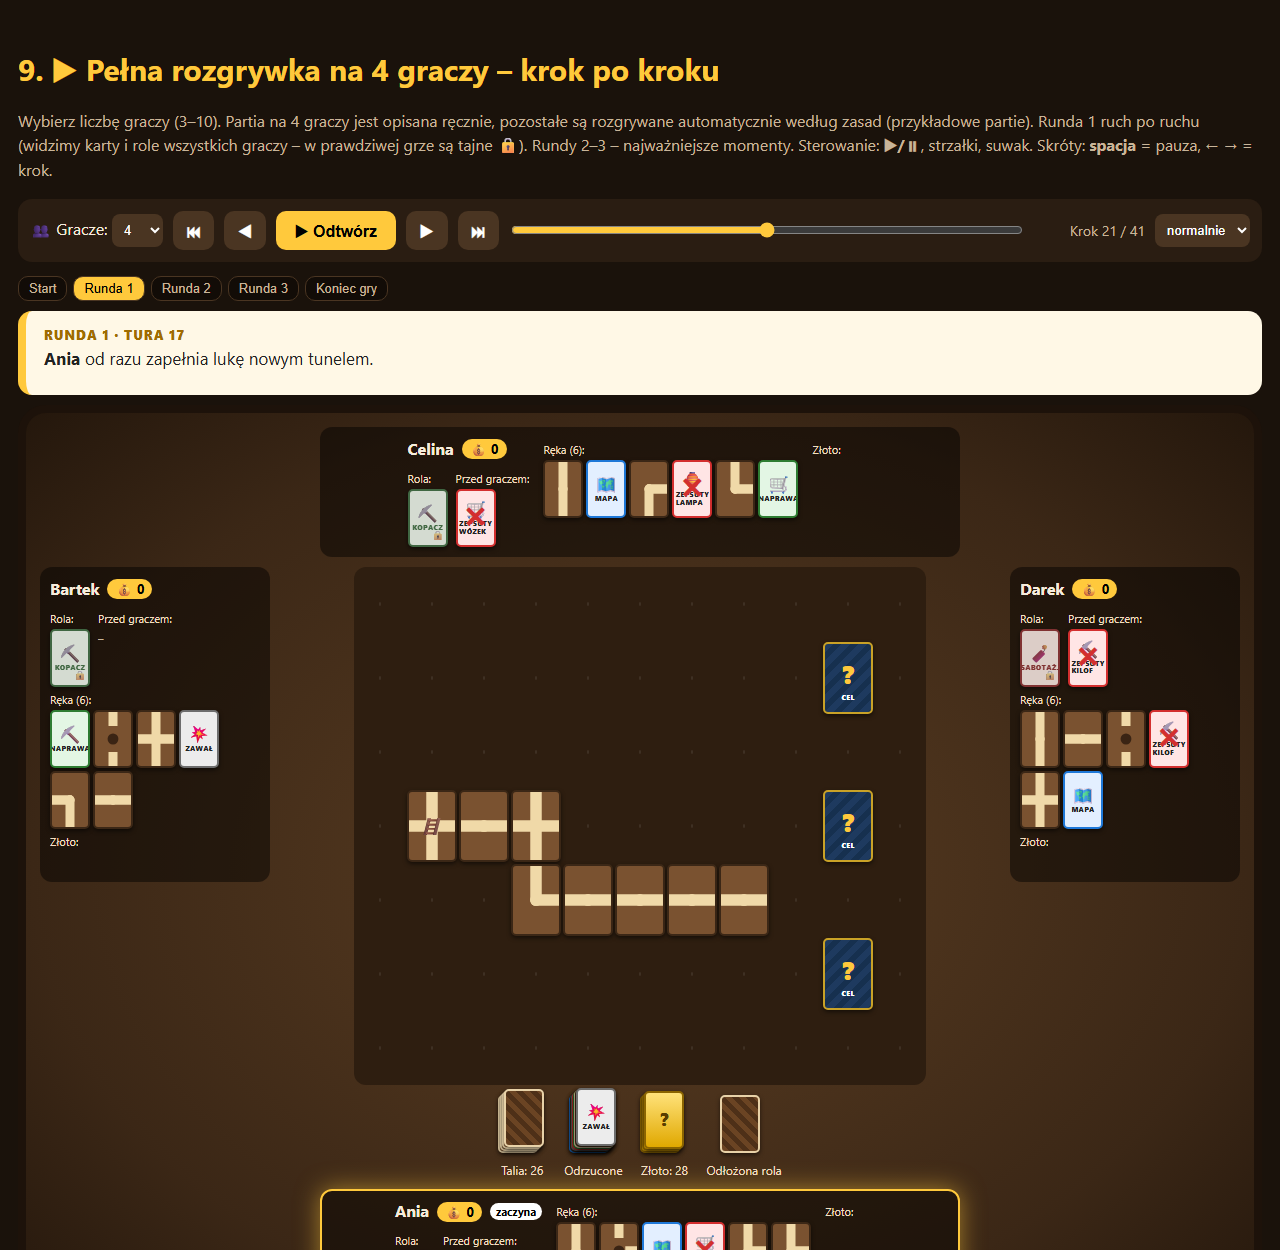 9. ▶ Pełna rozgrywka na 4 graczy – krok po kroku
Wybierz liczbę graczy (3–10). Partia na 4 graczy jest opisana ręcznie, pozostałe są rozgrywane automatycznie według zasad (przykładowe partie). Runda 1 ruch po ruchu
(widzimy karty i role wszystkich graczy – w prawdziwej grze są tajne 🔒). Rundy 2–3 – najważniejsze momenty. Sterowanie: ▶/⏸, strzałki, suwak. Skróty: spacja = pauza, ← → =
krok.
👥 Gracze: 4 ⏮ ◀ ▶ Odtwórz ▶ ⏭ Krok 21 / 41 normalnie
Start Runda 1 Runda 2 Runda 3 Koniec gry
RUNDA 1 · TURA 17
Ania od razu zapełnia lukę nowym tunelem.
Celina 💰 0
Rola: Przed graczem:
KOPACZ
ZEPSUTY
WÓZEK
Ręka (6):
MAPA
ZEPSUTY
LAMPA
NAPRAWA
Złoto:
Bartek 💰 0
Rola: Przed graczem:
KOPACZ
–
Ręka (6):
NAPRAWA
ZAWAŁ
Złoto:
?
CEL
?
CEL
?
CEL
Darek 💰 0
Rola: Przed graczem:
SABOTAŻ
ZEPSUTY
KILOF
Ręka (6):
ZEPSUTY
KILOF
MAPA
Złoto:
ZAWAŁ
?
Talia: 26 Odrzucone Złoto: 28 Odłożona rola
Ania 💰 0 zaczyna
Rola: Przed graczem:
Ręka (6):
Złoto: